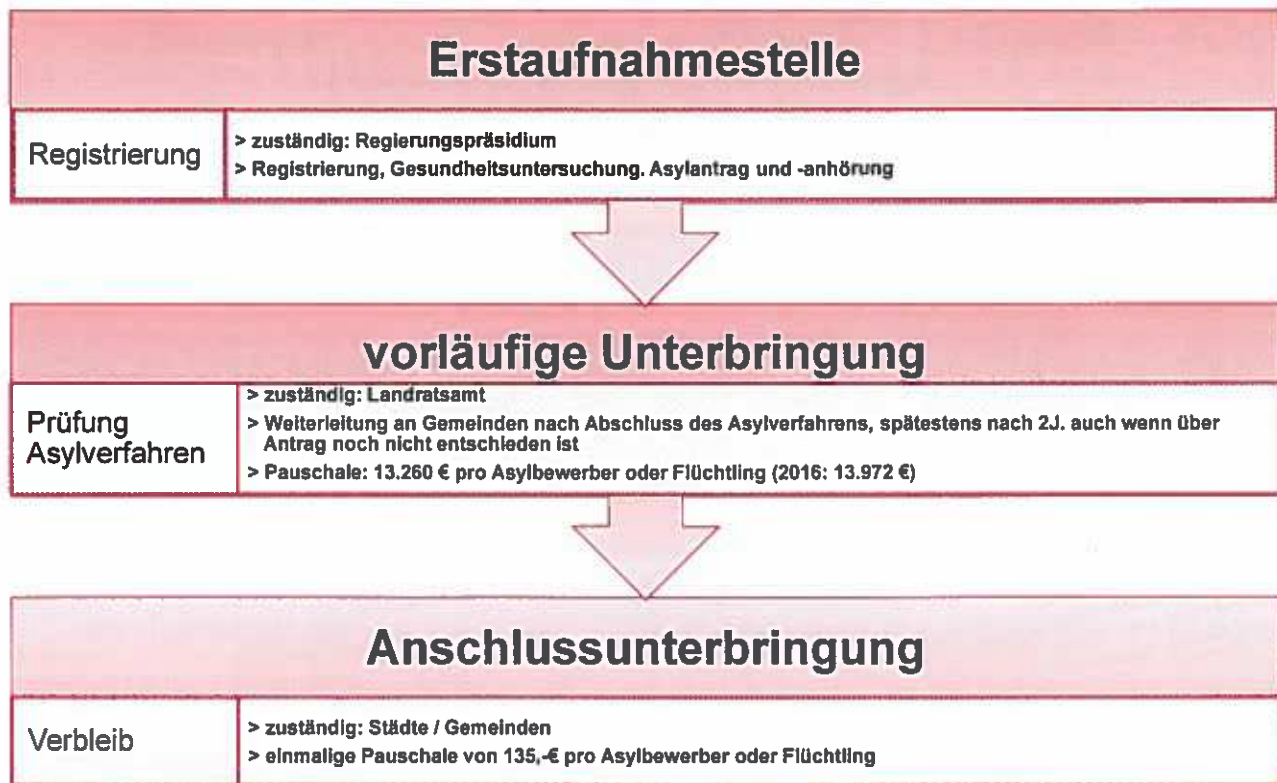 Erstaufnahmestelle
Registrierung
> zuständig: Regierungspräsidium
> Registrierung, Gesundheitsuntersuchung. Asylantrag und -anhörung
vorläufige Unterbringung
Prüfung
Asylverfahren
> zuständig: Landratsamt
> Weiterleitung an Gemeinden nach Abschluss des Asylverfahrens, spätestens nach 2J. auch wenn über
Antrag noch nicht entschieden ist
> Pauschale: 13.260 € pro Asylbewerber oder Flüchtling (2016: 13.972 €)
Anschlussunterbringung
Verbleib
> zuständig: Städte / Gemeinden
> einmalige Pauschale von 135,-€ pro Asylbewerber oder Flüchtling